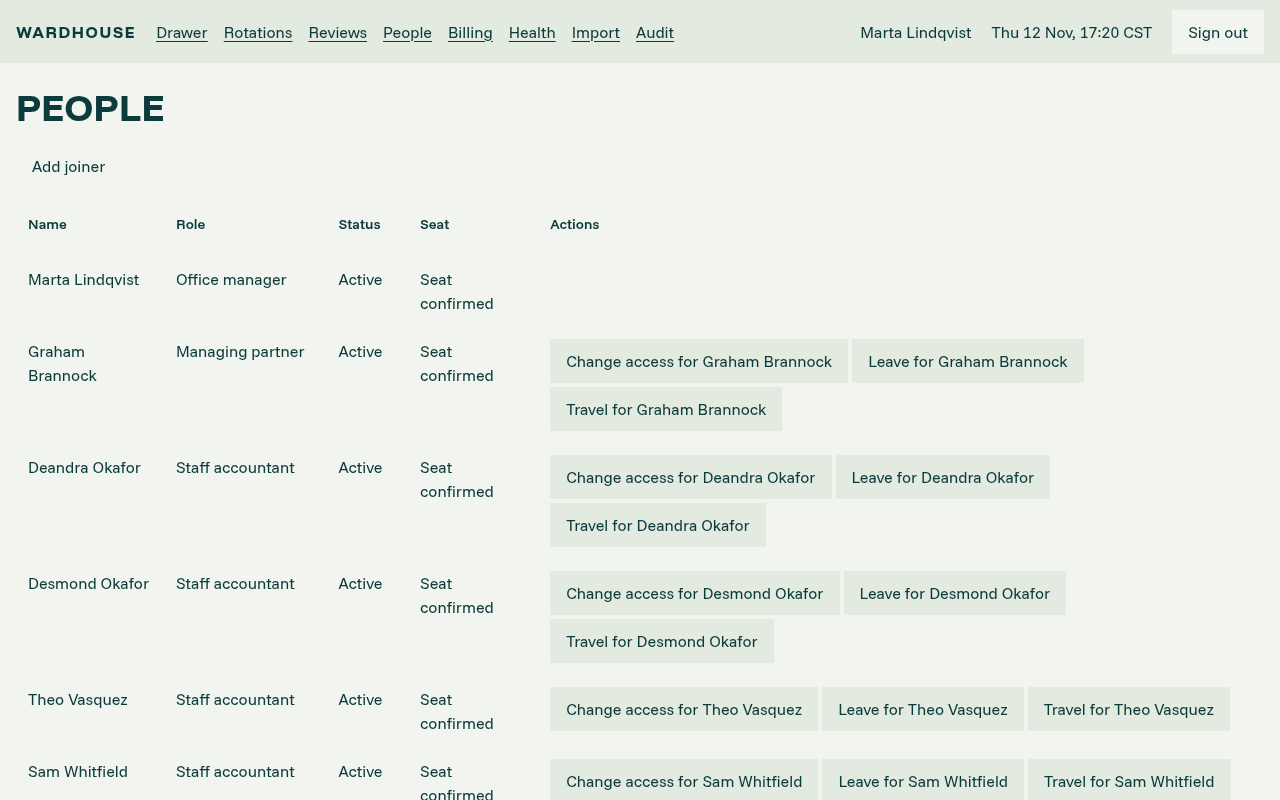 WARDHOUSE Drawer Rotations Reviews People Billing Health Import Audit Marta Lindqvist Thu 12 Nov, 17:20 CST Sign out
PEOPLE
Add joiner
Name Role Status Seat Actions
Marta Lindqvist Office manager Active Seat confirmed
Graham Brannock Managing partner Active Seat confirmed Change access for Graham Brannock Leave for Graham Brannock
Travel for Graham Brannock
Deandra Okafor Staff accountant Active Seat confirmed Change access for Deandra Okafor Leave for Deandra Okafor
Travel for Deandra Okafor
Desmond Okafor Staff accountant Active Seat confirmed Change access for Desmond Okafor Leave for Desmond Okafor
Travel for Desmond Okafor
Theo Vasquez Staff accountant Active Seat confirmed Change access for Theo Vasquez Leave for Theo Vasquez Travel for Theo Vasquez
Sam Whitfield Staff accountant Active Seat confirmed Change access for Sam Whitfield Leave for Sam Whitfield Travel for Sam Whitfield